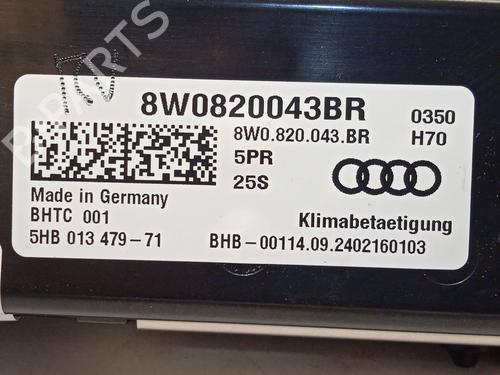 B-PARTS
8W0820043BR
0350
8W0.820.043.BR
H70
5PR
25S
Made in Germany
BHTC 001
Klimabetaetigung
5HB 013 479-71
BHB-00114.09.2402160103